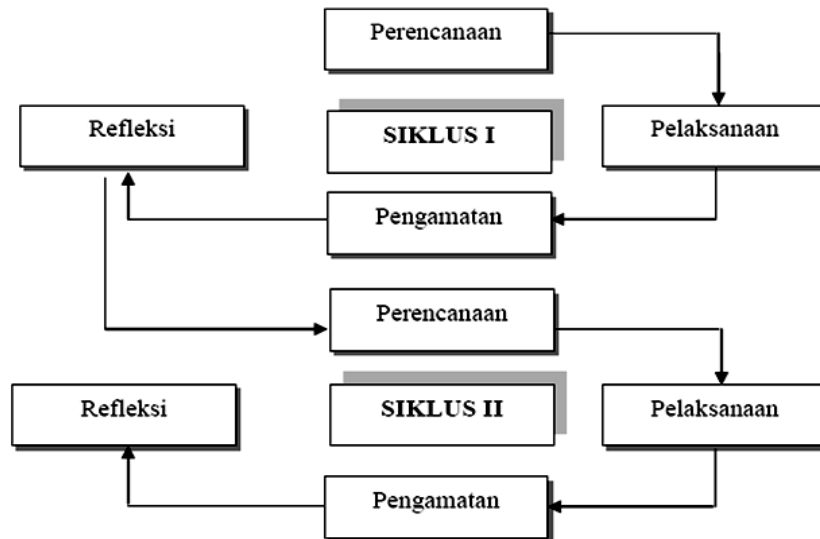 Perencanaan
Refleksi
SIKLUS I
Pelaksanaan
Pengamatan
Perencanaan
Refleksi
SIKLUS II
Pelaksanaan
Pengamatan